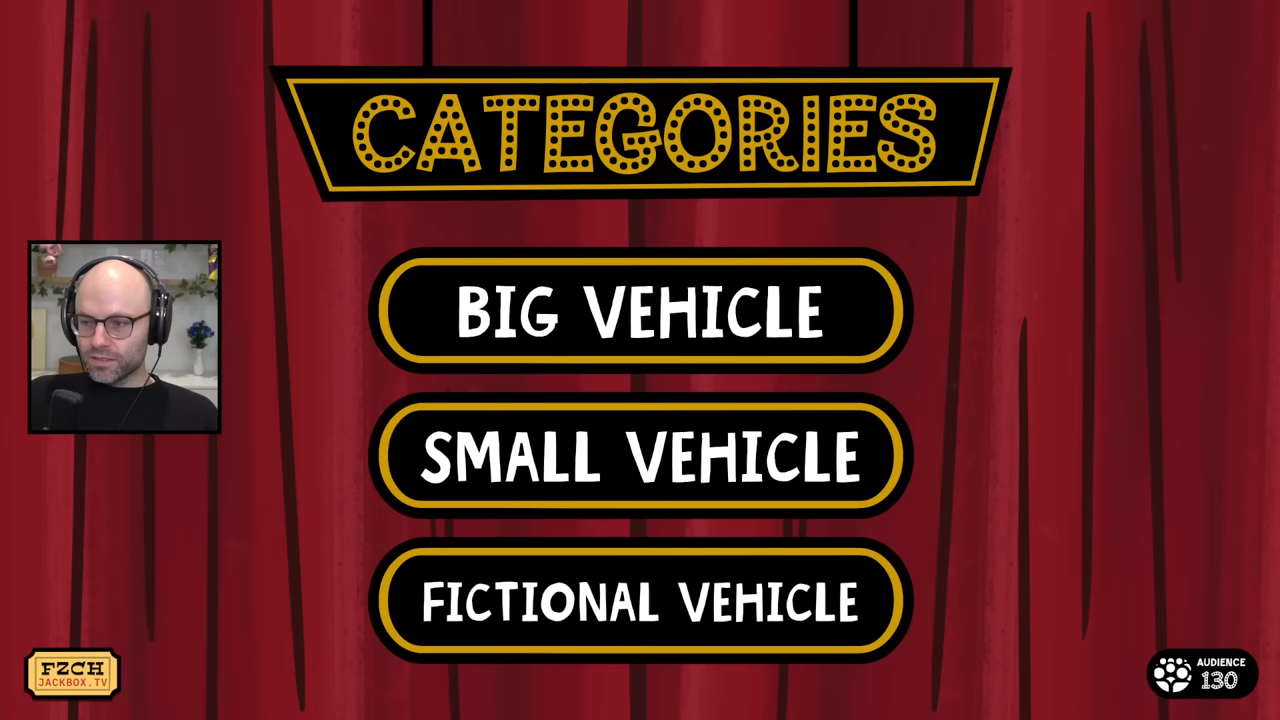 CATEGORIES
BIG VEHICLE
SMALL VEHICLE
FICTIONAL VEHICLE
FZCH
JACKBOX.TV
AUDIENCE
130